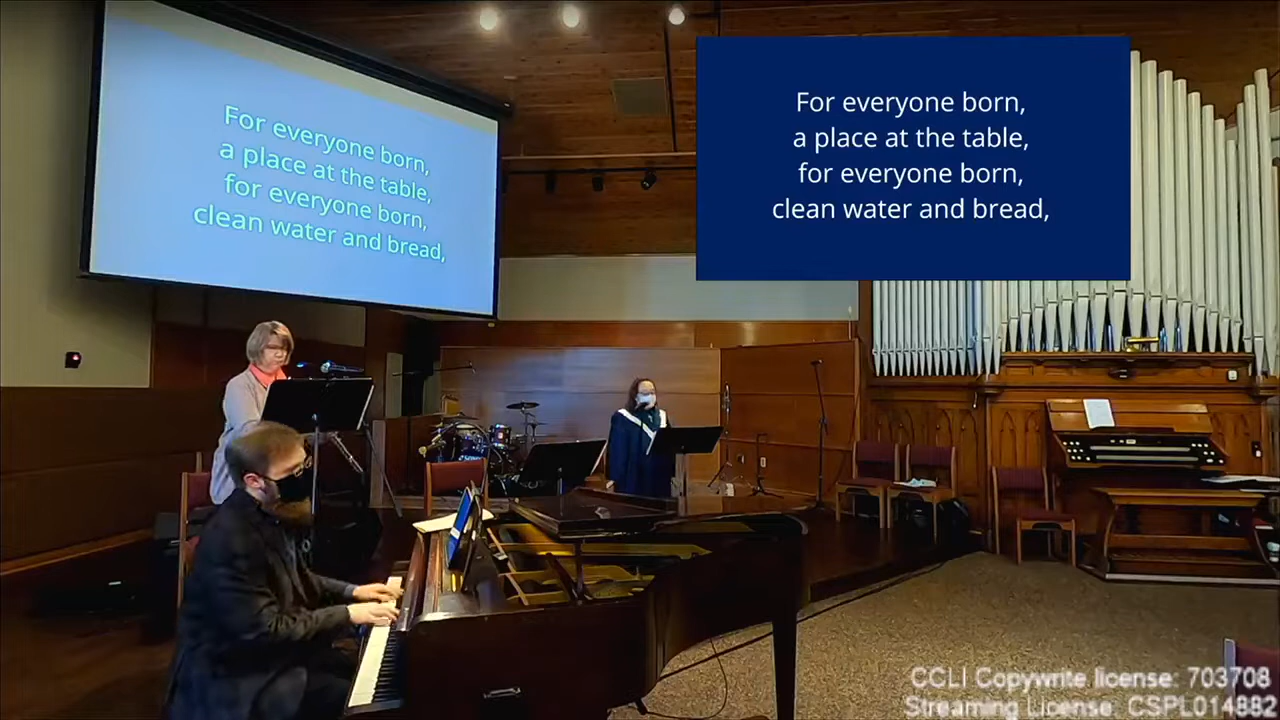 For everyone born,
a place at the table,
for everyone born,
clean water and bread,
For everyone born,
a place at the table,
for everyone born,
clean water and bread,
CCLI Copywrite license: 703708
Streaming License: CSPL014882